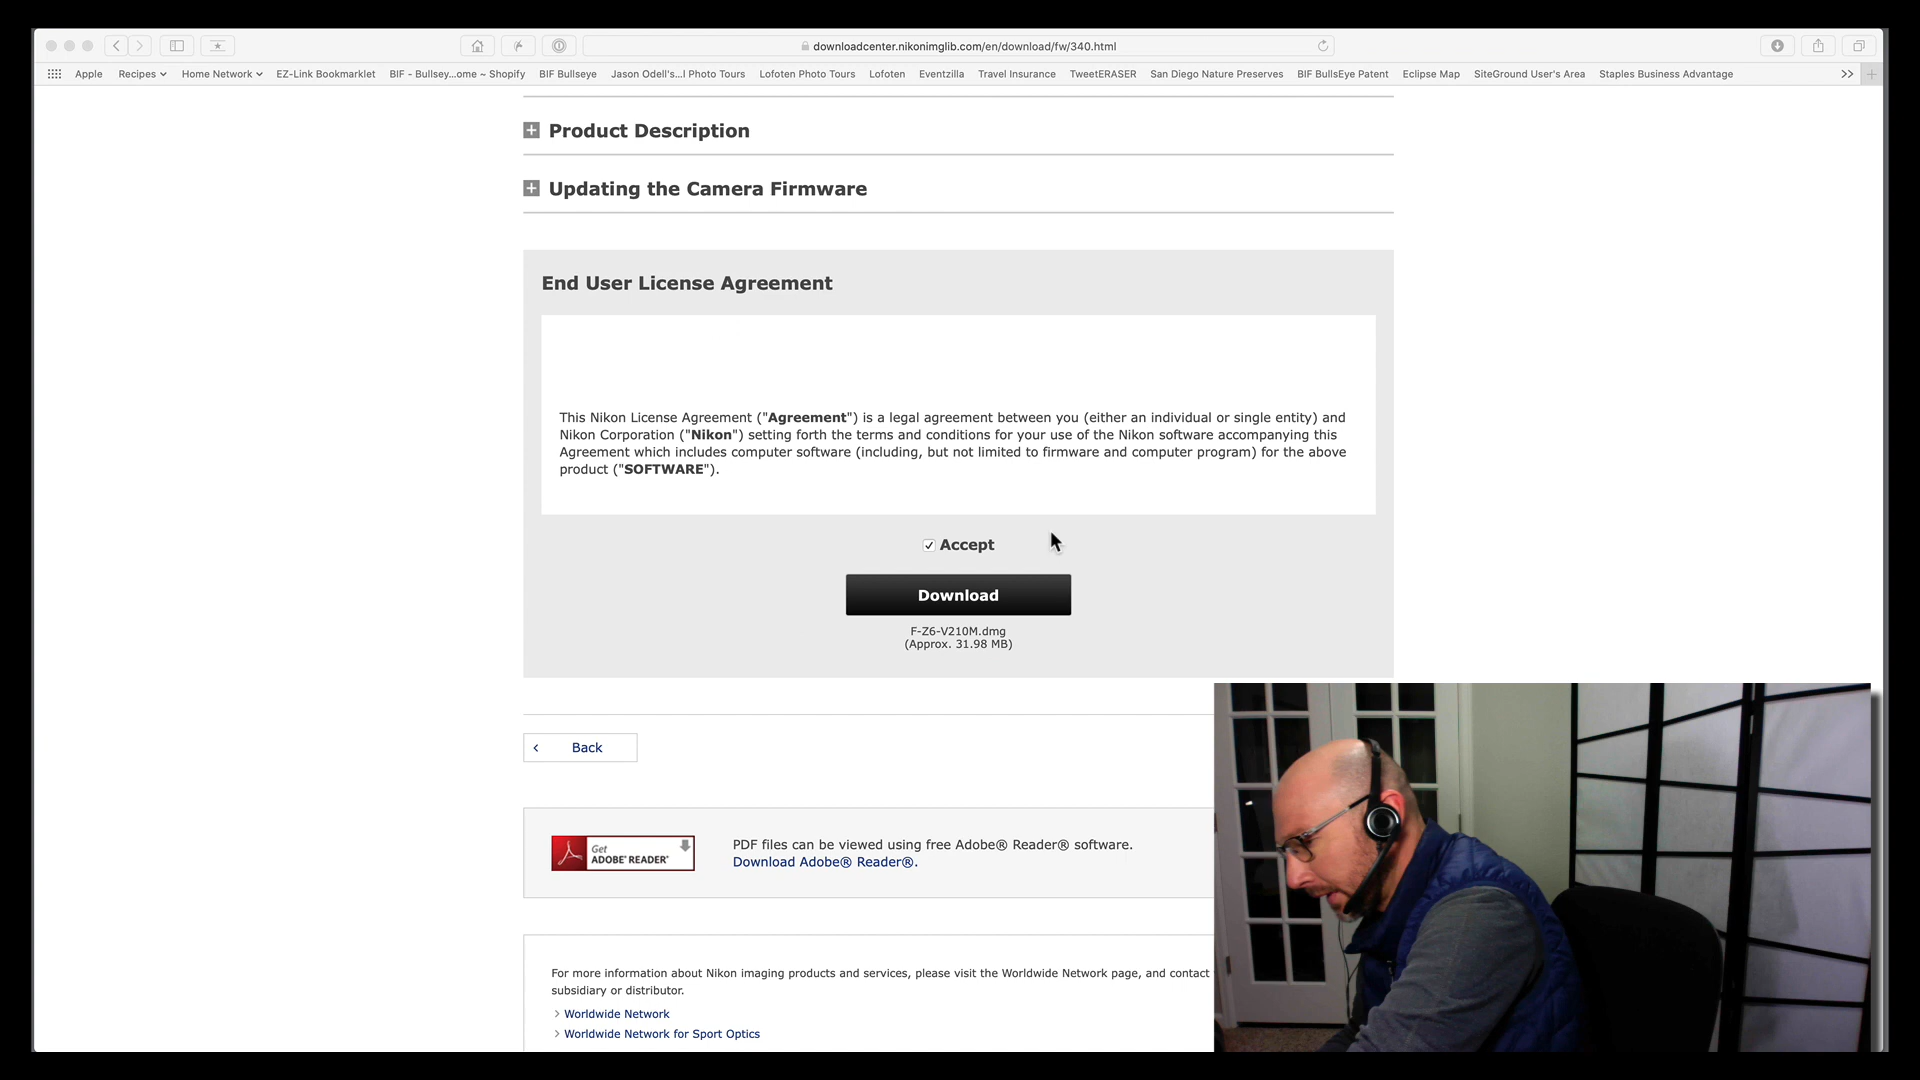 downloadcenter.nikonimglib.com/en/download/fw/340.html
Apple Recipes Home Network EZ-Link Bookmarklet BIF - Bullsey...ome ~ Shopify BIF Bullseye Jason Odell's...l Photo Tours Lofoten Photo Tours Lofoten Eventzilla Travel Insurance TweetERASER San Diego Nature Preserves BIF BullsEye Patent Eclipse Map SiteGround User's Area Staples Business Advantage
Product Description
Updating the Camera Firmware
End User License Agreement
This Nikon License Agreement ("Agreement") is a legal agreement between you (either an individual or single entity) and
Nikon Corporation ("Nikon") setting forth the terms and conditions for your use of the Nikon software accompanying this
Agreement which includes computer software (including, but not limited to firmware and computer program) for the above
product ("SOFTWARE").
Accept
Download
F-Z6-V210M.dmg
(Approx. 31.98 MB)
Back
Get
ADOBE® READER®
PDF files can be viewed using free Adobe® Reader® software.
Download Adobe® Reader®.
For more information about Nikon imaging products and services, please visit the Worldwide Network page, and contact
subsidiary or distributor.
Worldwide Network
Worldwide Network for Sport Optics